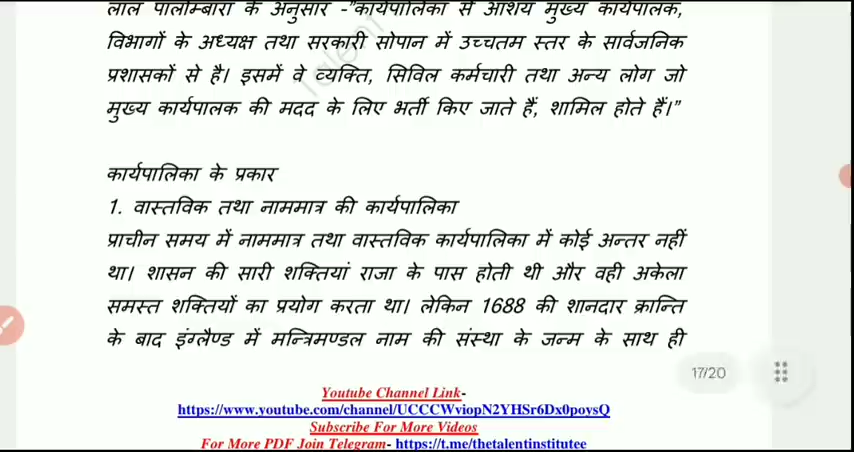 लाल पालोम्बारा के अनुसार -"कार्यपालिका से आशय मुख्य कार्यपालक,
विभागों के अध्यक्ष तथा सरकारी सोपान में उच्चतम स्तर के सार्वजनिक
प्रशासकों से है। इसमें वे व्यक्ति, सिविल कर्मचारी तथा अन्य लोग जो
मुख्य कार्यपालक की मदद के लिए भर्ती किए जाते हैं, शामिल होते हैं।"
कार्यपालिका के प्रकार
1. वास्तविक तथा नाममात्र की कार्यपालिका
प्राचीन समय में नाममात्र तथा वास्तविक कार्यपालिका में कोई अन्तर नहीं
था। शासन की सारी शक्तियां राजा के पास होती थी और वही अकेला
समस्त शक्तियों का प्रयोग करता था। लेकिन 1688 की शानदार क्रान्ति
के बाद इंग्लैण्ड में मन्त्रिमण्डल नाम की संस्था के जन्म के साथ ही
17/20
Youtube Channel Link-
https://www.youtube.com/channel/UCCCWviopN2YHSr6Dx0poysQ
Subscribe For More Videos
For More PDF Join Telegram- https://t.me/thetalentinstitutee